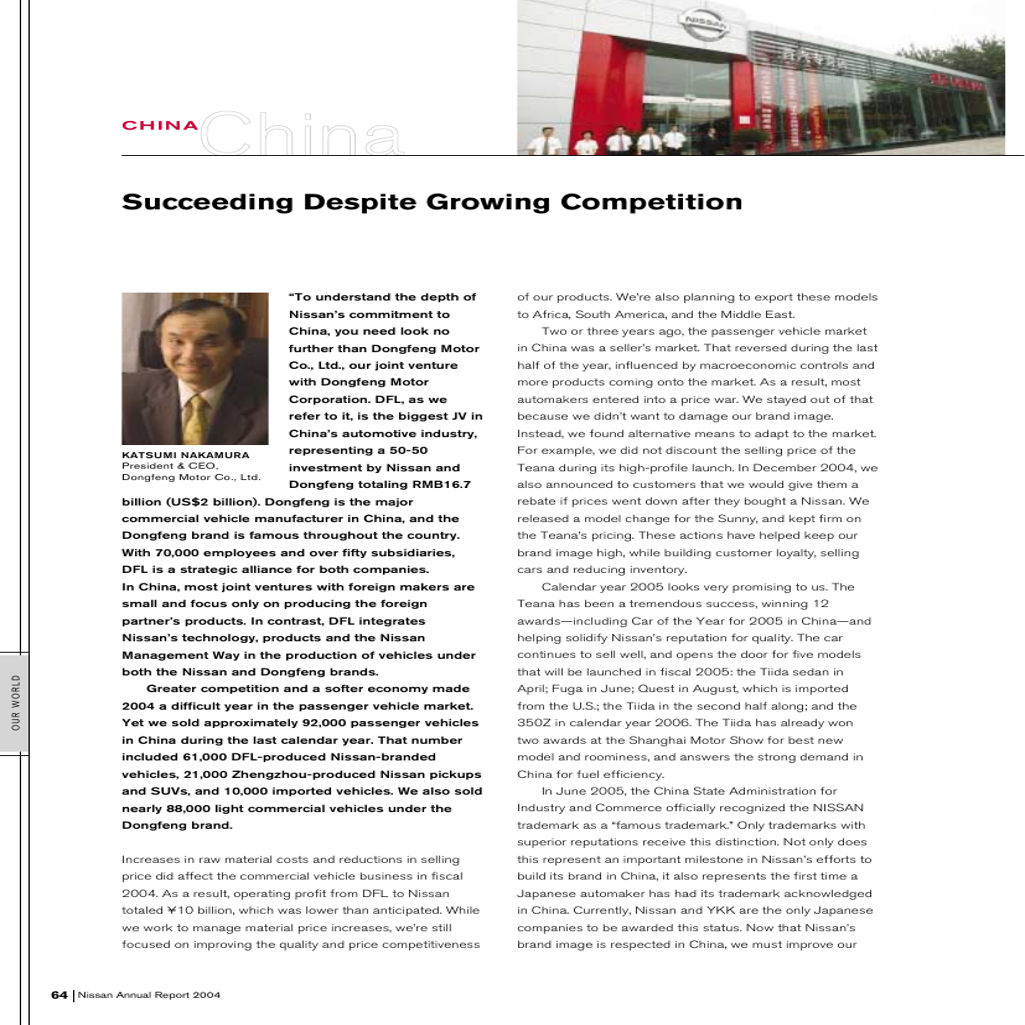 NISSAN
CHINA
China
Succeeding Despite Growing Competition
"To understand the depth of
Nissan's commitment to
China, you need look no
further than Dongfeng Motor
Co., Ltd., our joint venture
with Dongfeng Motor
Corporation. DFL, as we
refer to it, is the biggest JV in
China's automotive industry,
representing a 50-50
investment by Nissan and
Dongfeng totaling RMB16.7
KATSUMI NAKAMURA
President & CEO,
Dongfeng Motor Co., Ltd.
billion (US$2 billion). Dongfeng is the major
commercial vehicle manufacturer in China, and the
Dongfeng brand is famous throughout the country.
With 70,000 employees and over fifty subsidiaries,
DFL is a strategic alliance for both companies.
In China, most joint ventures with foreign makers are
small and focus only on producing the foreign
partner's products. In contrast, DFL integrates
Nissan's technology, products and the Nissan
Management Way in the production of vehicles under
both the Nissan and Dongfeng brands.
Greater competition and a softer economy made
2004 a difficult year in the passenger vehicle market.
Yet we sold approximately 92,000 passenger vehicles
in China during the last calendar year. That number
included 61,000 DFL-produced Nissan-branded
vehicles, 21,000 Zhengzhou-produced Nissan pickups
and SUVs, and 10,000 imported vehicles. We also sold
nearly 88,000 light commercial vehicles under the
Dongfeng brand.
Increases in raw material costs and reductions in selling
price did affect the commercial vehicle business in fiscal
2004. As a result, operating profit from DFL to Nissan
totaled ¥10 billion, which was lower than anticipated. While
we work to manage material price increases, we're still
focused on improving the quality and price competitiveness
of our products. We're also planning to export these models
to Africa, South America, and the Middle East.
Two or three years ago, the passenger vehicle market
in China was a seller's market. That reversed during the last
half of the year, influenced by macroeconomic controls and
more products coming onto the market. As a result, most
automakers entered into a price war. We stayed out of that
because we didn't want to damage our brand image.
Instead, we found alternative means to adapt to the market.
For example, we did not discount the selling price of the
Teana during its high-profile launch. In December 2004, we
also announced to customers that we would give them a
rebate if prices went down after they bought a Nissan. We
released a model change for the Sunny, and kept firm on
the Teana's pricing. These actions have helped keep our
brand image high, while building customer loyalty, selling
cars and reducing inventory.
Calendar year 2005 looks very promising to us. The
Teana has been a tremendous success, winning 12
awards—including Car of the Year for 2005 in China—and
helping solidify Nissan's reputation for quality. The car
continues to sell well, and opens the door for five models
that will be launched in fiscal 2005: the Tiida sedan in
April; Fuga in June; Quest in August, which is imported
from the U.S.; the Tiida in the second half along; and the
350Z in calendar year 2006. The Tiida has already won
two awards at the Shanghai Motor Show for best new
model and roominess, and answers the strong demand in
China for fuel efficiency.
In June 2005, the China State Administration for
Industry and Commerce officially recognized the NISSAN
trademark as a "famous trademark." Only trademarks with
superior reputations receive this distinction. Not only does
this represent an important milestone in Nissan's efforts to
build its brand in China, it also represents the first time a
Japanese automaker has had its trademark acknowledged
in China. Currently, Nissan and YKK are the only Japanese
companies to be awarded this status. Now that Nissan's
brand image is respected in China, we must improve our
OUR WORLD
64 Nissan Annual Report 2004